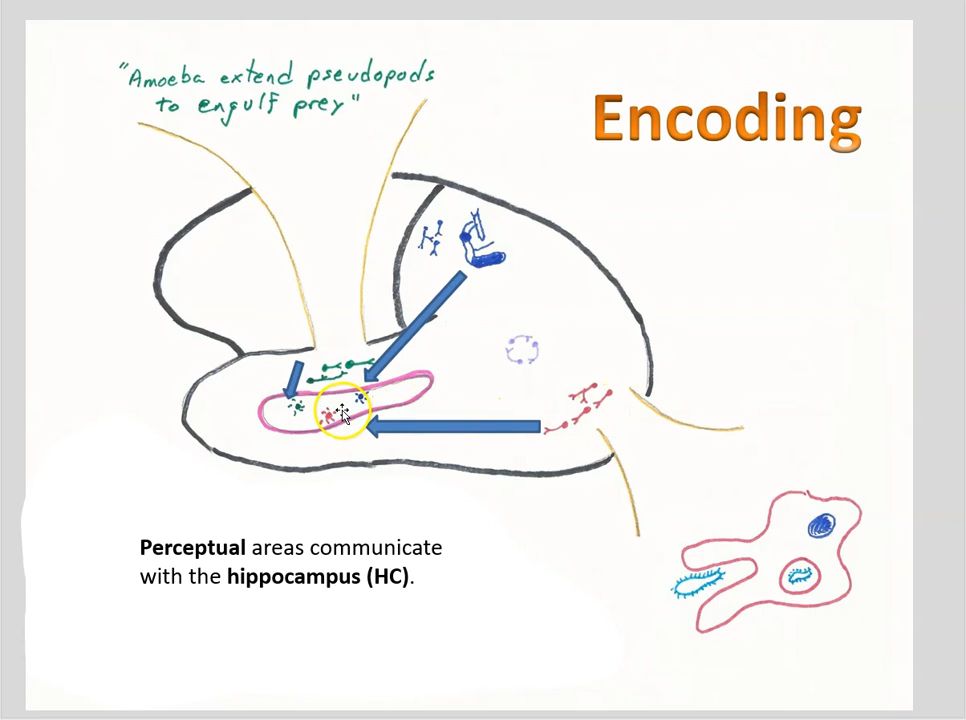 "Amoeba extend pseudopods
to engulf prey"
Encoding
Perceptual areas communicate
with the hippocampus (HC).